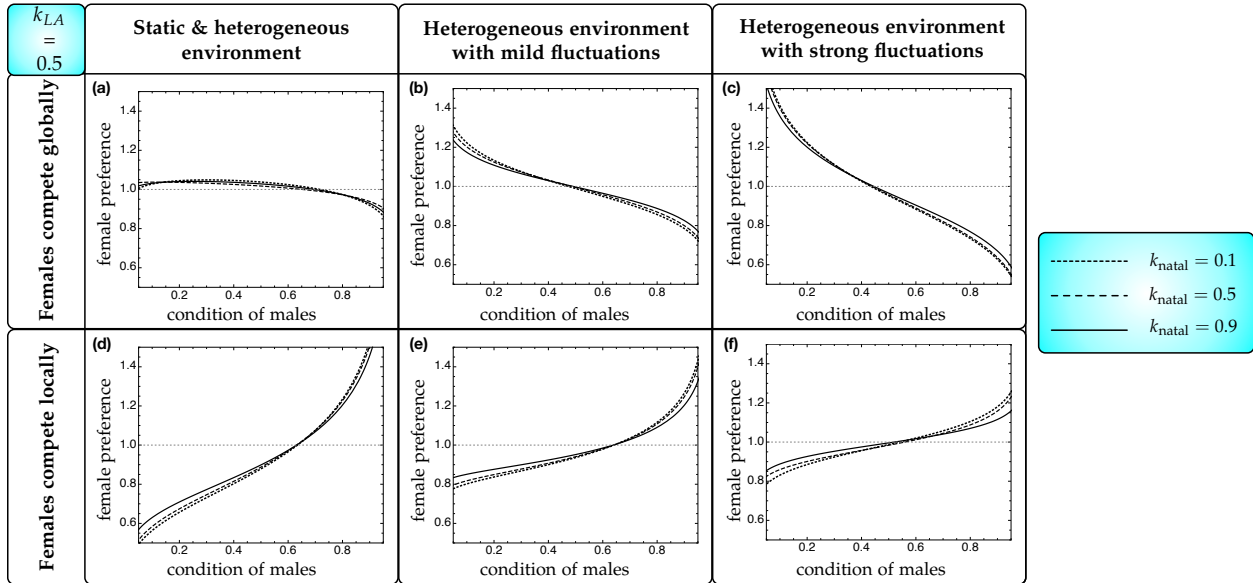 k_LA
=
0.5
Static & heterogeneous
environment
Heterogeneous environment
with mild fluctuations
Heterogeneous environment
with strong fluctuations
Females compete globally
(a)
female preference
1.4
1.2
1.0
0.8
0.6
0.2
0.4
0.6
0.8
condition of males
(b)
female preference
1.4
1.2
1.0
0.8
0.6
0.2
0.4
0.6
0.8
condition of males
(c)
female preference
1.4
1.2
1.0
0.8
0.6
0.2
0.4
0.6
0.8
condition of males
k_natal = 0.1
k_natal = 0.5
k_natal = 0.9
Females compete locally
(d)
female preference
1.4
1.2
1.0
0.8
0.6
0.2
0.4
0.6
0.8
condition of males
(e)
female preference
1.4
1.2
1.0
0.8
0.6
0.2
0.4
0.6
0.8
condition of males
(f)
female preference
1.4
1.2
1.0
0.8
0.6
0.2
0.4
0.6
0.8
condition of males